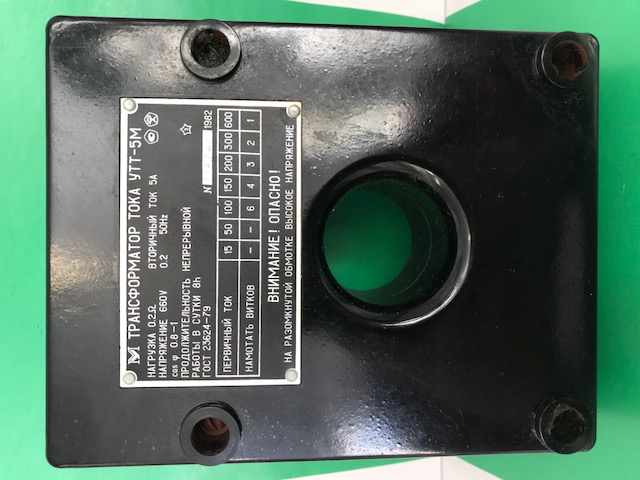 ТРАНСФОРМАТОР ТОКА УТТ-5М
НАГРУЗКА 0.2Ω ВТОРИЧНЫЙ ТОК 5А
НАПРЯЖЕНИЕ 660V 0.2 50Hz
cos φ 0.8-1
ПРОДОЛЖИТЕЛЬНОСТЬ НЕПРЕРЫВНОЙ
РАБОТЫ В СУТКИ 8h
ГОСТ 23624-79 N 1982
ПЕРВИЧНЫЙ ТОК 15 50 100 150 200 300 600
НАМОТАТЬ ВИТКОВ - - 6 4 3 2 1
ВНИМАНИЕ! ОПАСНО!
НА РАЗОМКНУТОЙ ОБМОТКЕ ВЫСОКОЕ НАПРЯЖЕНИЕ